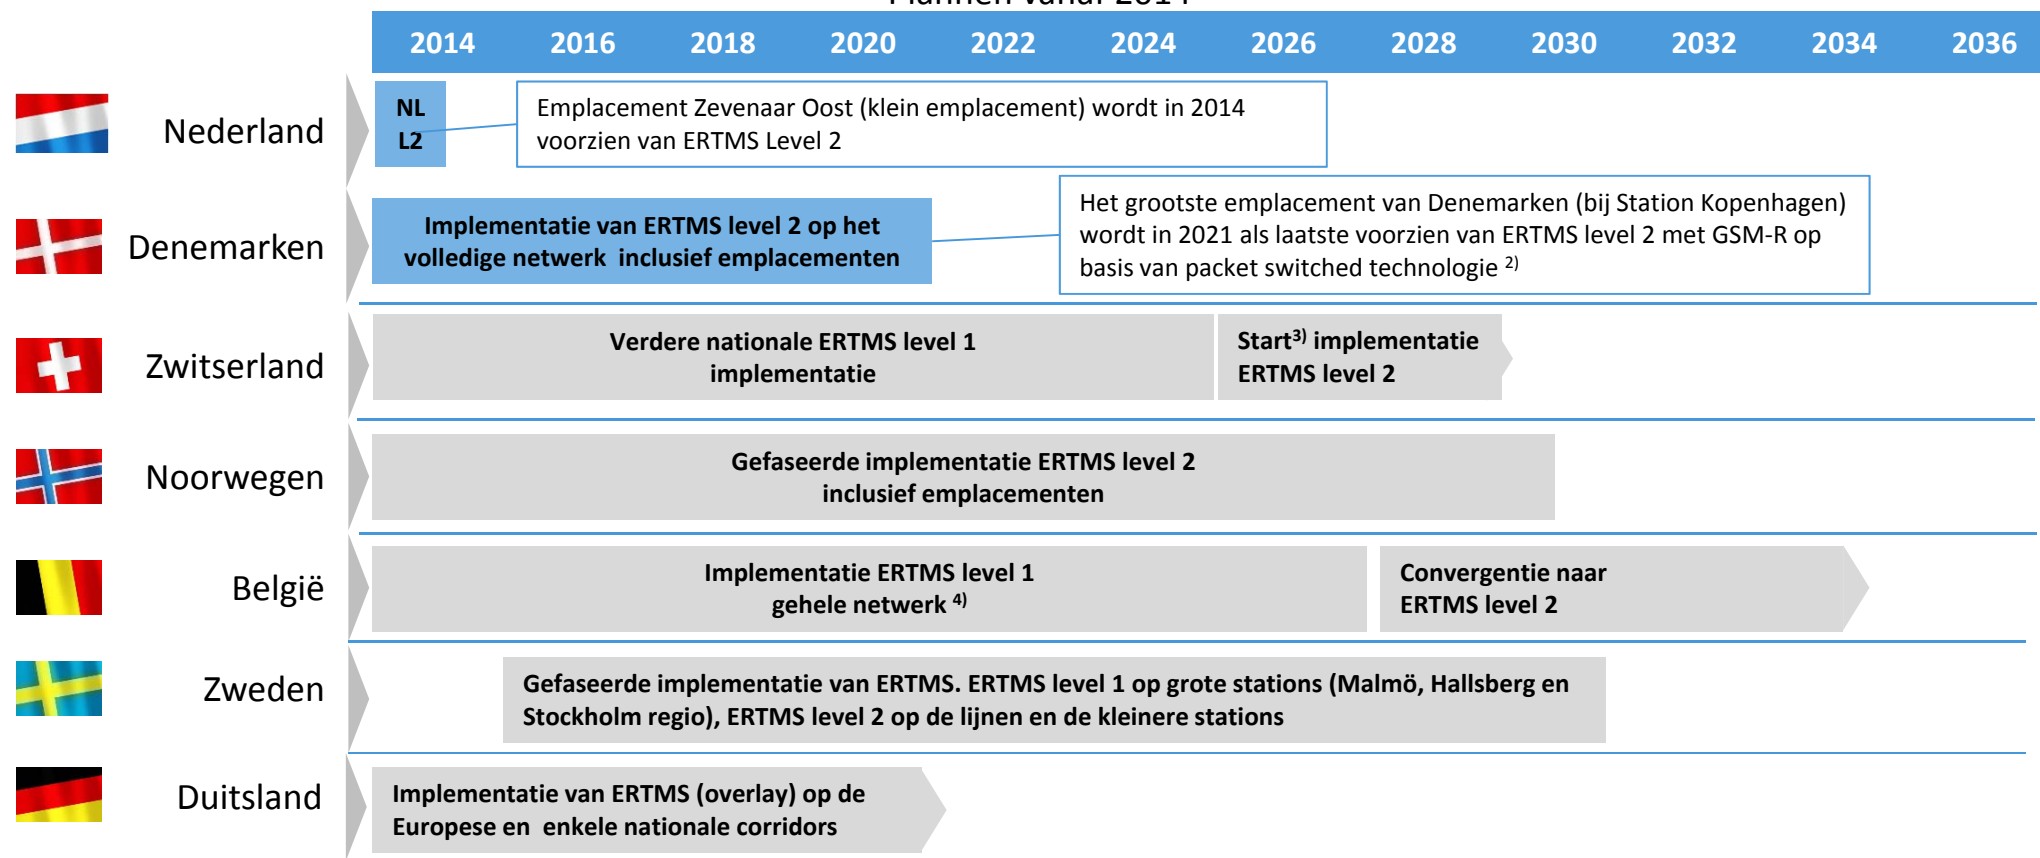 Plannen vanaf 2014
2014 2016 2018 2020 2022 2024 2026 2028 2030 2032 2034 2036
Nederland
NL
L2
Emplacement Zevenaar Oost (klein emplacement) wordt in 2014
voorzien van ERTMS Level 2
Denemarken
Implementatie van ERTMS level 2 op het
volledige netwerk inclusief emplacementen
Het grootste emplacement van Denemarken (bij Station Kopenhagen)
wordt in 2021 als laatste voorzien van ERTMS level 2 met GSM-R op
basis van packet switched technologie 2)
Zwitserland
Verdere nationale ERTMS level 1
implementatie
Start3) implementatie
ERTMS level 2
Noorwegen
Gefaseerde implementatie ERTMS level 2
inclusief emplacementen
België
Implementatie ERTMS level 1
gehele netwerk 4)
Convergentie naar
ERTMS level 2
Zweden
Gefaseerde implementatie van ERTMS. ERTMS level 1 op grote stations (Malmö, Hallsberg en
Stockholm regio), ERTMS level 2 op de lijnen en de kleinere stations
Duitsland
Implementatie van ERTMS (overlay) op de
Europese en enkele nationale corridors